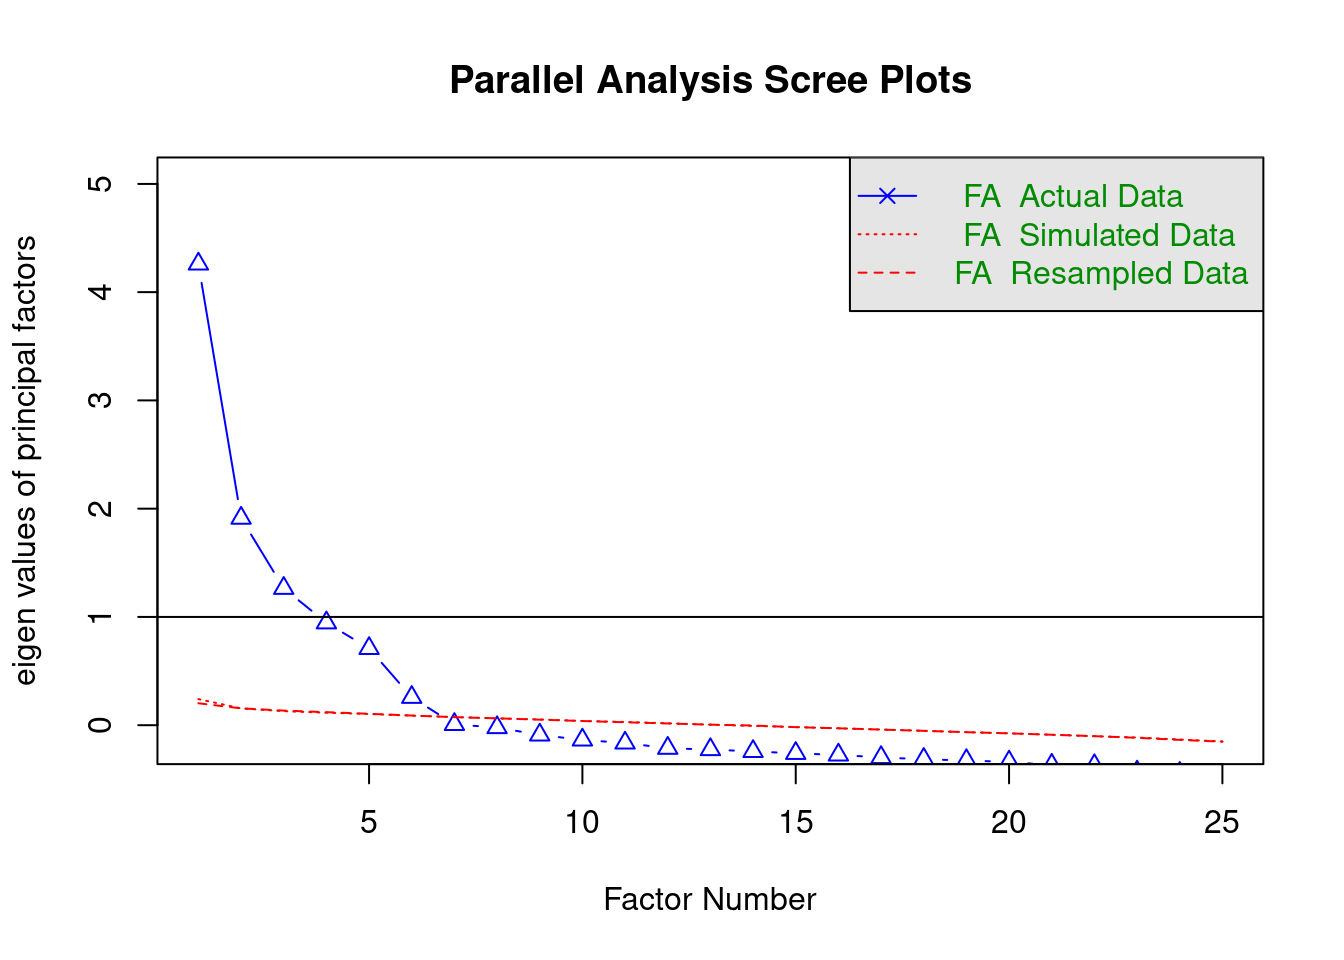 Parallel Analysis Scree Plots
eigen values of principal factors
5
4
3
2
1
0
FA Actual Data
FA Simulated Data
FA Resampled Data
5 10 15 20 25
Factor Number